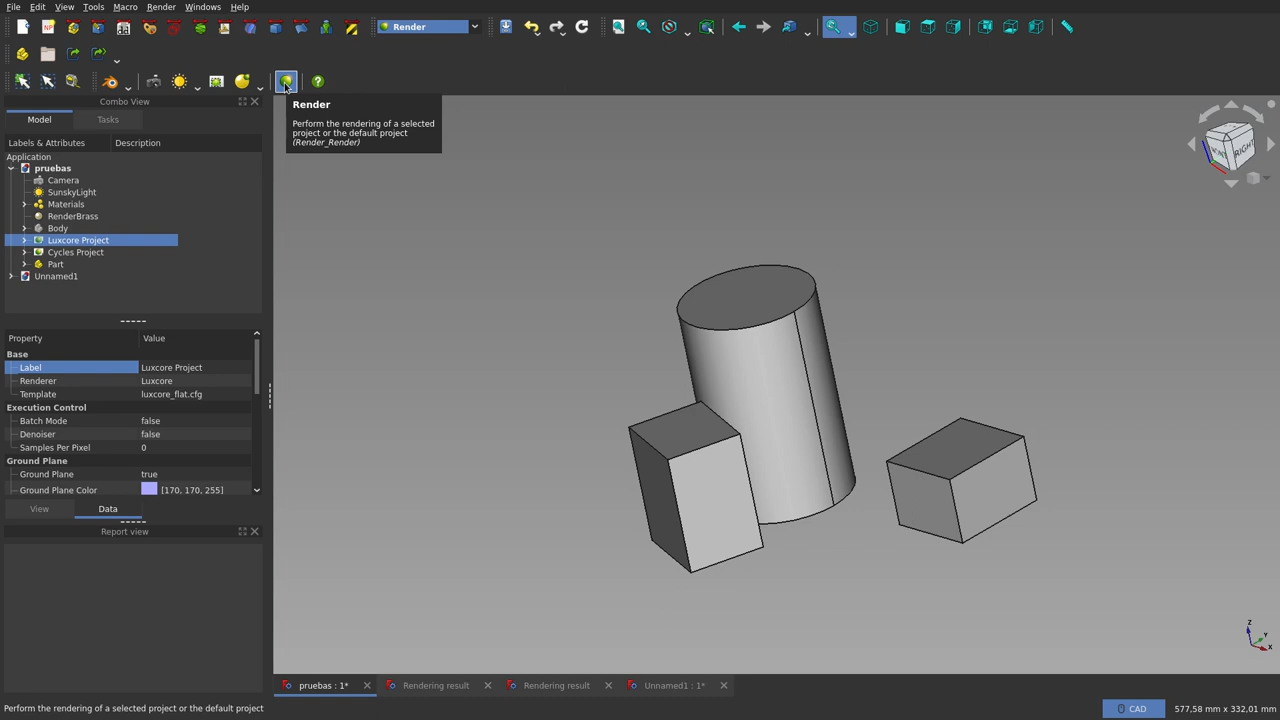 File Edit View Tools Macro Render Windows Help
Render
Combo View
Render
Perform the rendering of a selected
project or the default project
(Render_Render)
Model Tasks
Labels & Attributes Description
Application
pruebas
Camera
SunskyLight
Materials
RenderBrass
Body
Luxcore Project
Cycles Project
Part
Unnamed1
RIGHT
Property Value
Base
Label Luxcore Project
Renderer Luxcore
Template luxcore_flat.cfg
Execution Control
Batch Mode false
Denoiser false
Samples Per Pixel 0
Ground Plane
Ground Plane true
Ground Plane Color [170, 170, 255]
View Data
Report view
Z
Y
X
pruebas : 1* Rendering result Rendering result Unnamed1 : 1*
Perform the rendering of a selected project or the default project CAD 577,58 mm x 332,01 mm